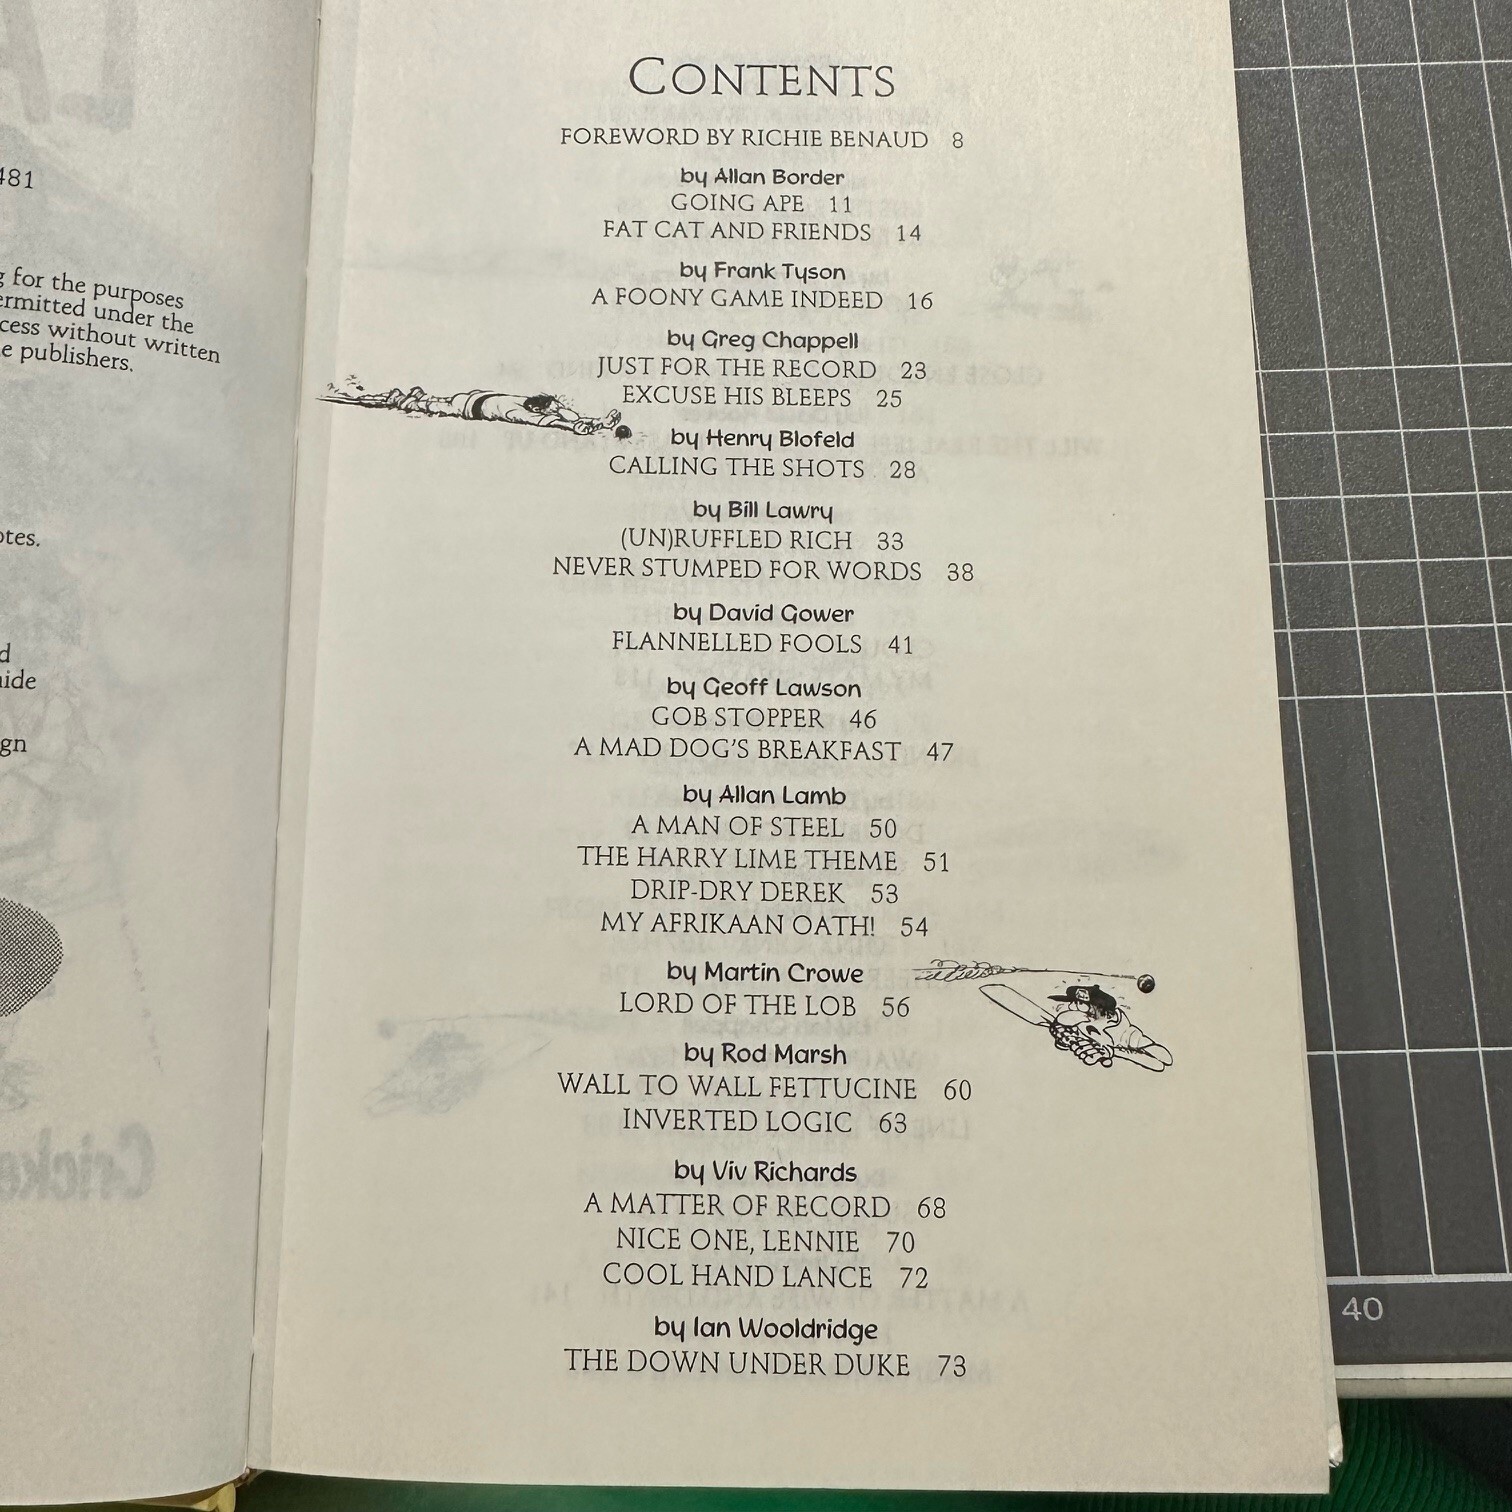 481
g for the purposes
ermitted under the
cess without written
e publishers.
otes.
d
ign
CONTENTS
FOREWORD BY RICHIE BENAUD 8
by Allan Border
GOING APE 11
FAT CAT AND FRIENDS 14
by Frank Tyson
A FOONY GAME INDEED 16
by Greg Chappell
JUST FOR THE RECORD 23
EXCUSE HIS BLEEPS 25
by Henry Blofeld
CALLING THE SHOTS 28
by Bill Lawry
(UN)RUFFLED RICH 33
NEVER STUMPED FOR WORDS 38
by David Gower
FLANNELLED FOOLS 41
by Geoff Lawson
GOB STOPPER 46
A MAD DOG'S BREAKFAST 47
by Allan Lamb
A MAN OF STEEL 50
THE HARRY LIME THEME 51
DRIP-DRY DEREK 53
MY AFRIKAAN OATH! 54
by Martin Crowe
LORD OF THE LOB 56
by Rod Marsh
WALL TO WALL FETTUCINE 60
INVERTED LOGIC 63
by Viv Richards
A MATTER OF RECORD 68
NICE ONE, LENNIE 70
COOL HAND LANCE 72
by Ian Wooldridge
THE DOWN UNDER DUKE 73
40